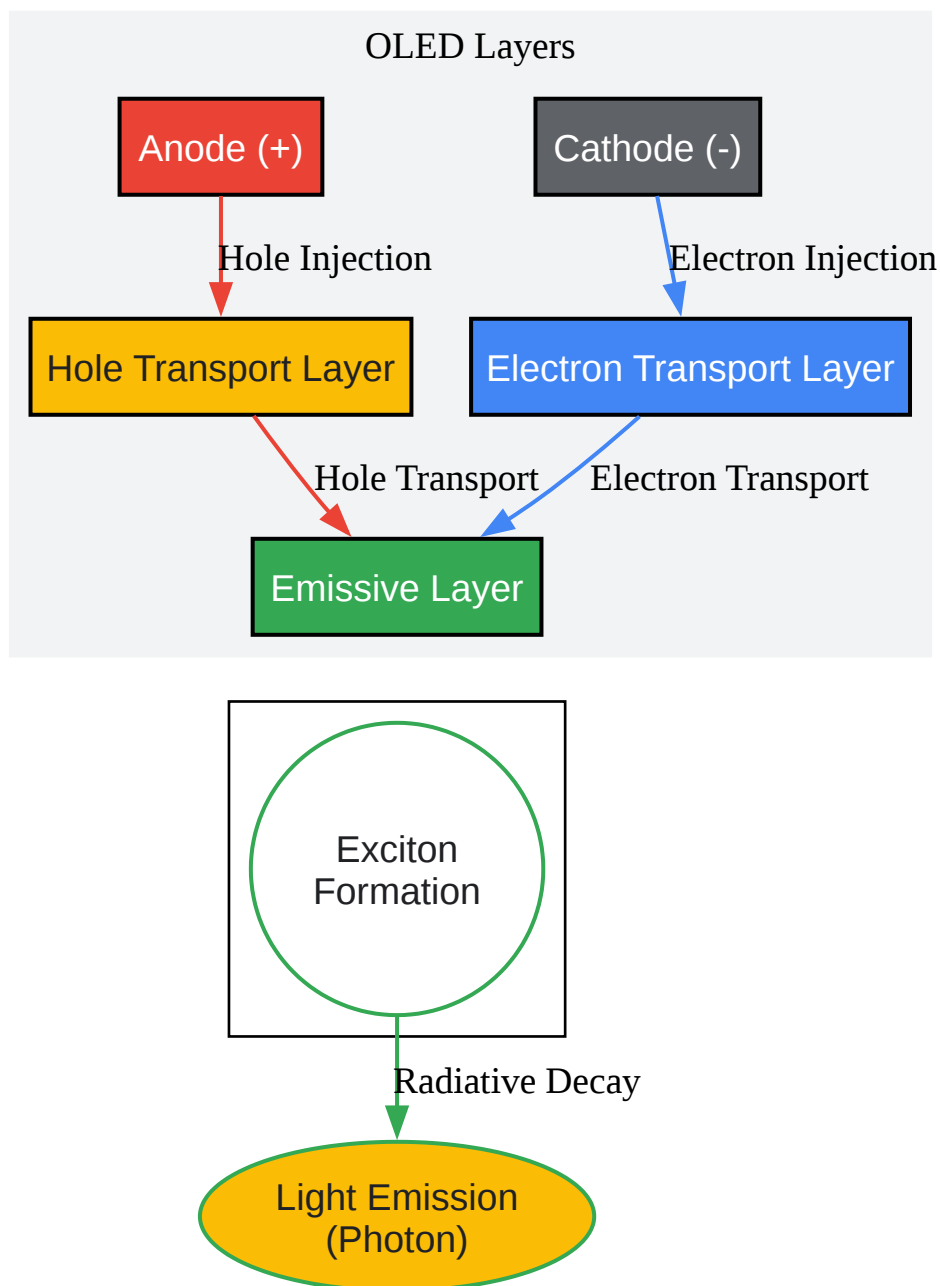 OLED Layers
Anode (+)
Cathode (-)
Hole Injection
Electron Injection
Hole Transport Layer
Electron Transport Layer
Hole Transport
Electron Transport
Emissive Layer
Exciton
Formation
Radiative Decay
Light Emission
(Photon)